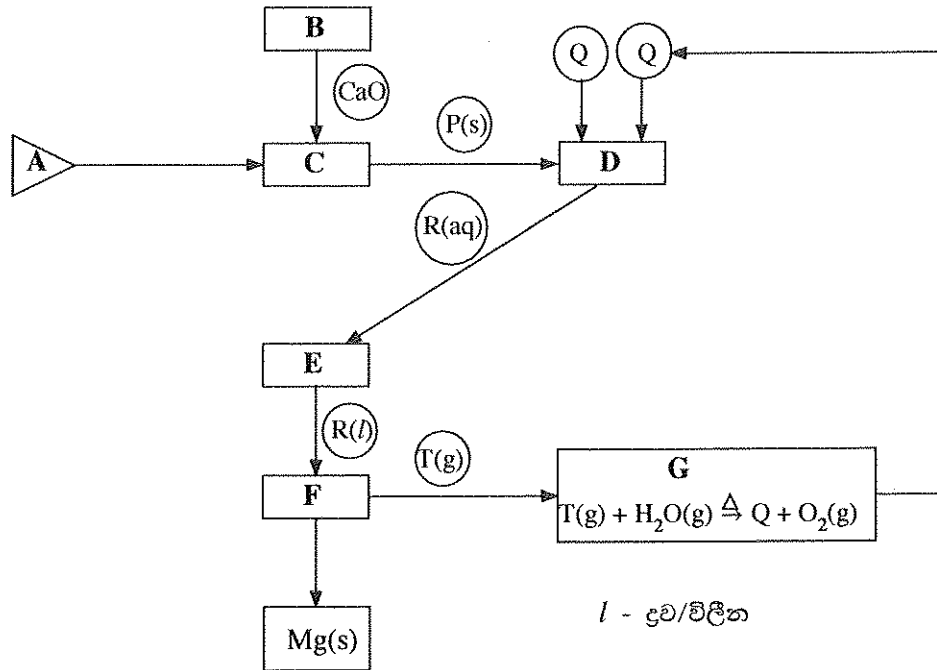 B
Q Q
CaO
P(s)
A
C
D
R(aq)
E
R(l)
T(g)
G
F
T(g) + H₂O(g) ⇌ Δ Q + O₂(g)
Mg(s)
l - ද්‍රව/විලීන